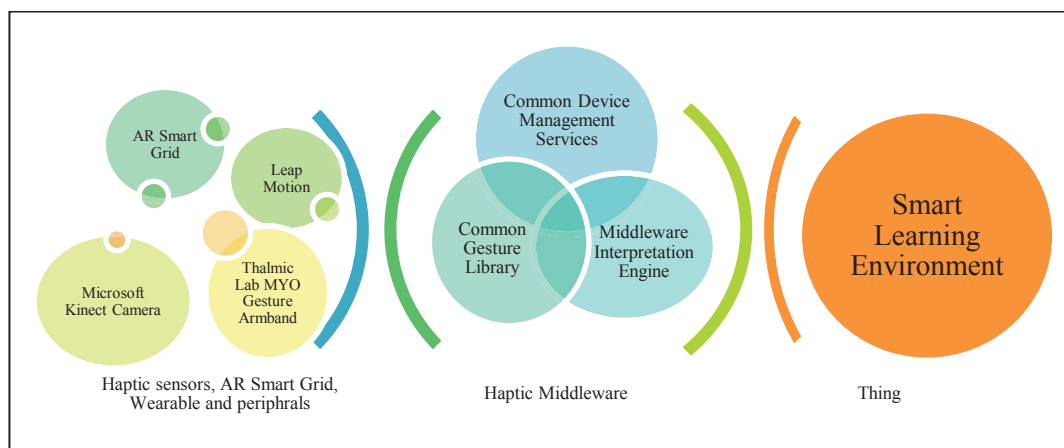 AR Smart
Grid
Leap
Motion
Microsoft
Kinect Camera
Thalmic
Lab MYO
Gesture
Armband
Haptic sensors, AR Smart Grid,
Wearable and periphrals
Common Device
Management
Services
Common
Gesture
Library
Middleware
Interpretation
Engine
Haptic Middleware
Smart
Learning
Environment
Thing